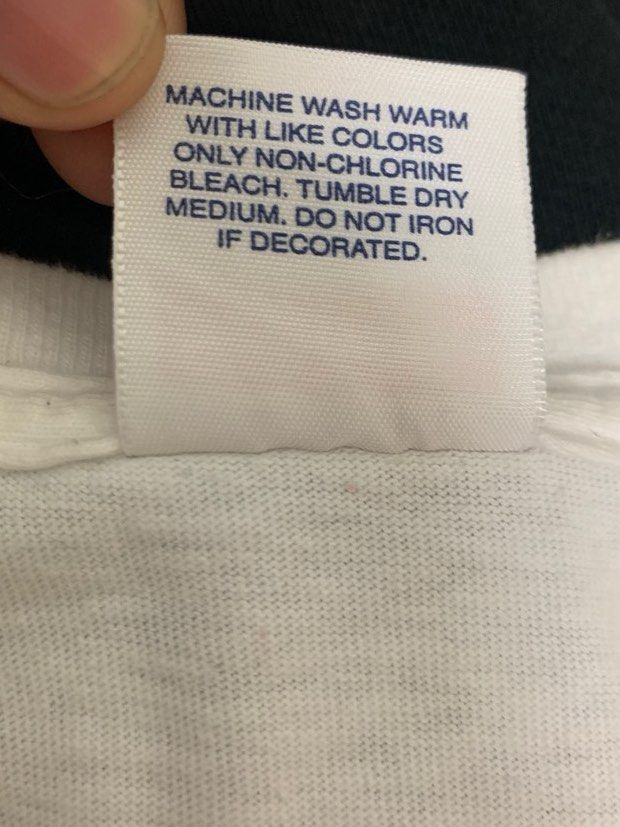 MACHINE WASH WARM
WITH LIKE COLORS
ONLY NON-CHLORINE
BLEACH. TUMBLE DRY
MEDIUM. DO NOT IRON
IF DECORATED.